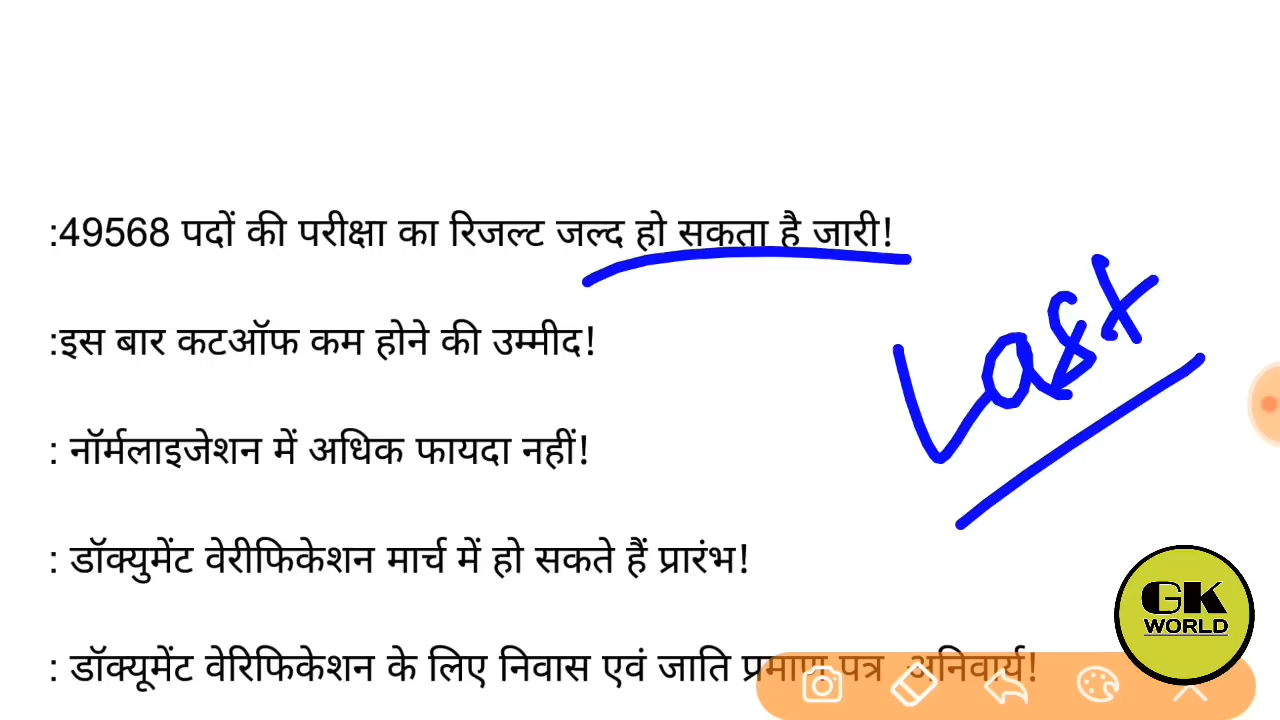 :49568 पदों की परीक्षा का रिजल्ट जल्द हो सकता है जारी!
:इस बार कटऑफ कम होने की उम्मीद!
Last
: नॉर्मलाइजेशन में अधिक फायदा नहीं!
: डॉक्युमेंट वेरीफिकेशन मार्च में हो सकते हैं प्रारंभ!
: डॉक्यूमेंट वेरिफिकेशन के लिए निवास एवं जाति प्रमाण पत्र अनिवार्य!
GK
WORLD